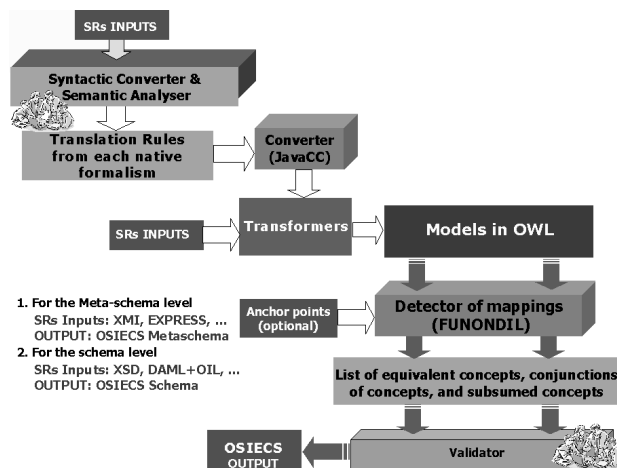 SRs INPUTS
Syntactic Converter &
Semantic Analyser
Translation Rules
from each native
formalism
Converter
(JavaCC)
SRs INPUTS
Transformers
Models in OWL
1. For the Meta-schema level
SRs Inputs: XMI, EXPRESS, ...
OUTPUT: OSIECS Metaschema
2. For the schema level
SRs Inputs: XSD, DAML+OIL, ...
OUTPUT: OSIECS Schema
Anchor points
(optional)
Detector of mappings
(FUNONDIL)
List of equivalent concepts, conjunctions
of concepts, and subsumed concepts
OSIECS
OUTPUT
Validator